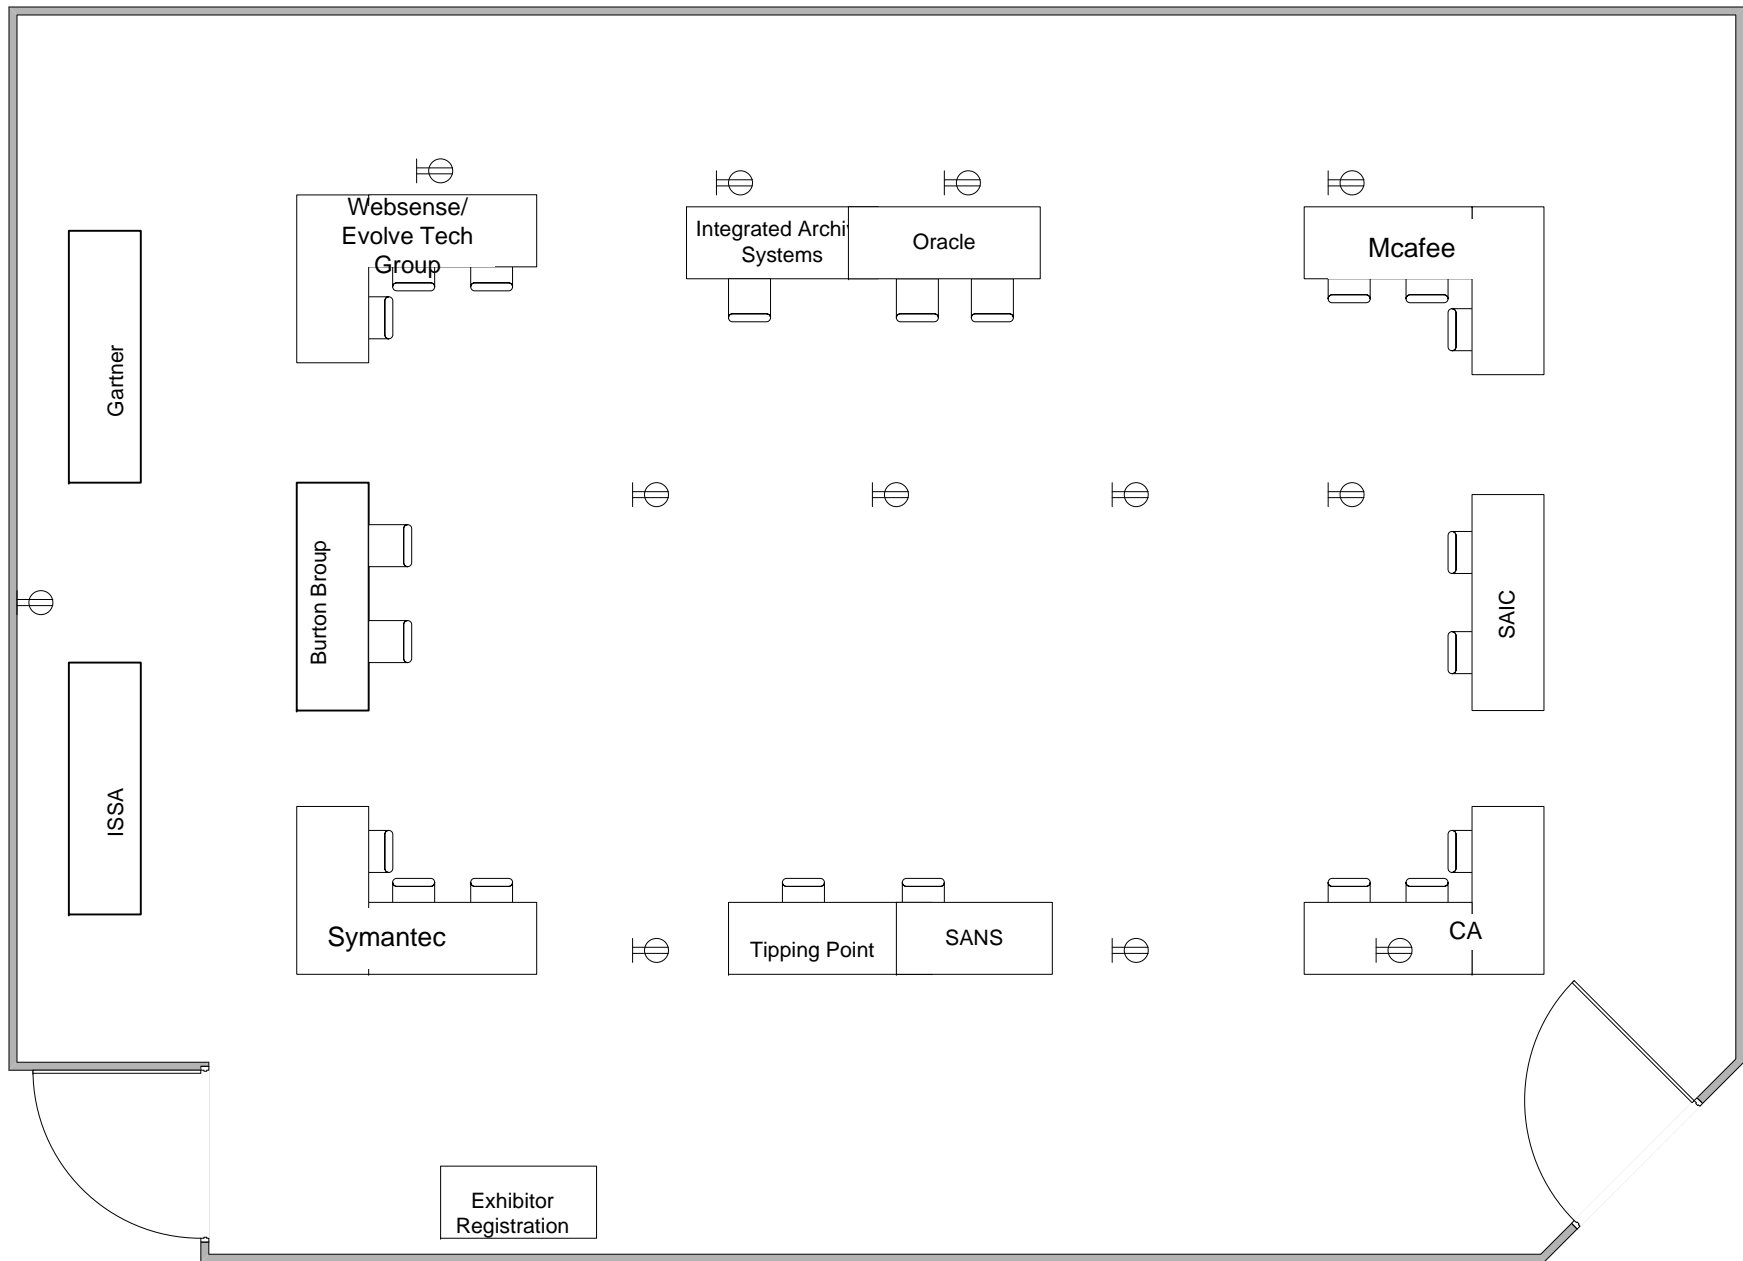 Websense/
Evolve Tech
Group
Integrated Archiv
Systems
Oracle
Mcafee
Gartner
Burton Broup
SAIC
ISSA
Symantec
Tipping Point
SANS
CA
Exhibitor
Registration